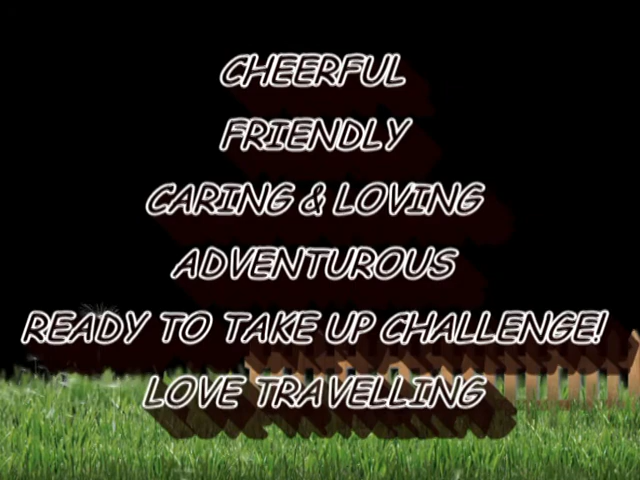 CHEERFUL
FRIENDLY
CARING & LOVING
ADVENTUROUS
READY TO TAKE UP CHALLENGE!
LOVE TRAVELLING